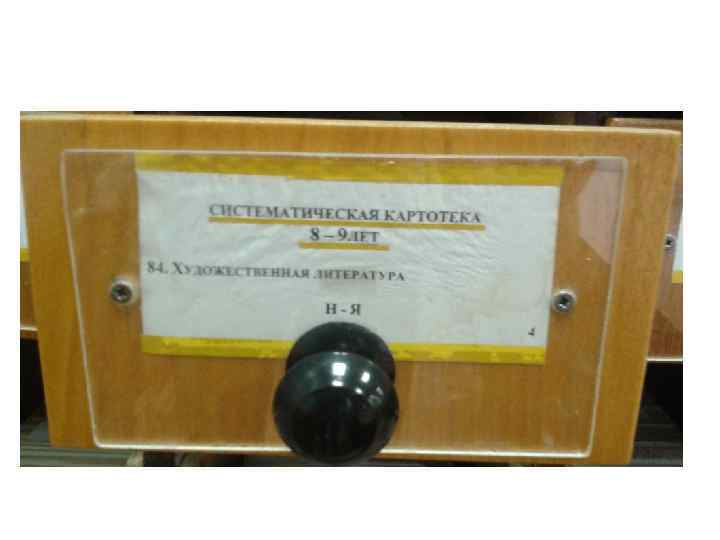 СИСТЕМАТИЧЕСКАЯ КАРТОТЕКА
8 – 9ЛЕТ
84. ХУДОЖЕСТВЕННАЯ ЛИТЕРАТУРА
Н - Я
4